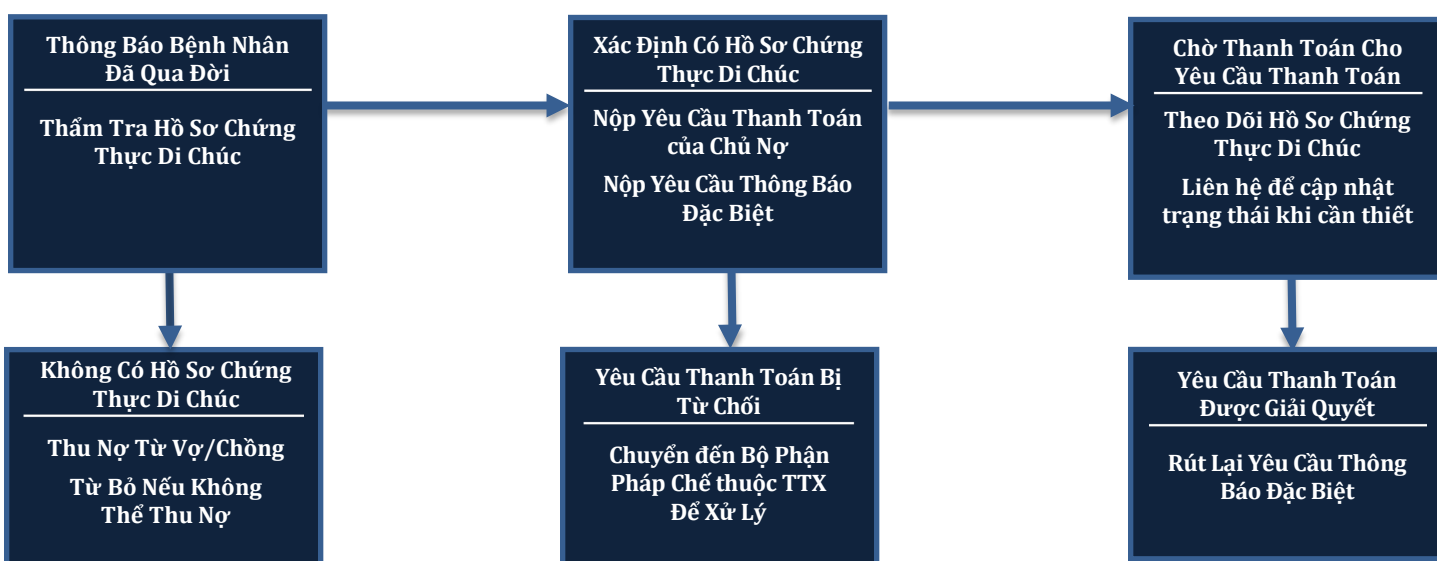 Thông Báo Bệnh Nhân
Đã Qua Đời
Thẩm Tra Hồ Sơ Chứng
Thực Di Chúc
Xác Định Có Hồ Sơ Chứng
Thực Di Chúc
Nộp Yêu Cầu Thanh Toán
của Chủ Nợ
Nộp Yêu Cầu Thông Báo
Đặc Biệt
Chờ Thanh Toán Cho
Yêu Cầu Thanh Toán
Theo Dõi Hồ Sơ Chứng
Thực Di Chúc
Liên hệ để cập nhật
trạng thái khi cần thiết
Không Có Hồ Sơ Chứng
Thực Di Chúc
Thu Nợ Từ Vợ/Chồng
Từ Bỏ Nếu Không
Thể Thu Nợ
Yêu Cầu Thanh Toán Bị
Từ Chối
Chuyển đến Bộ Phận
Pháp Chế thuộc TTX
Để Xử Lý
Yêu Cầu Thanh Toán
Được Giải Quyết
Rút Lại Yêu Cầu Thông
Báo Đặc Biệt